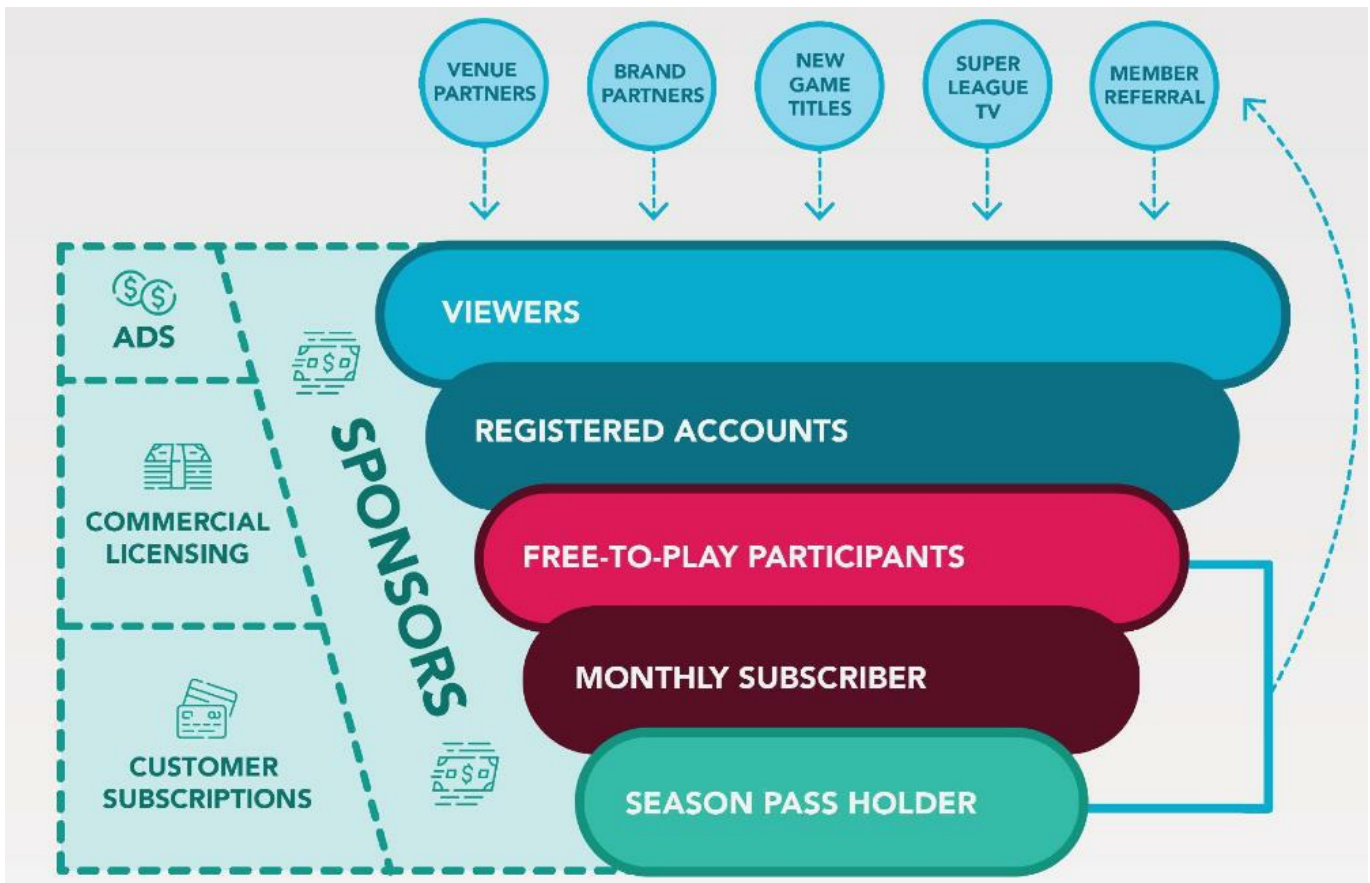 VENUE
PARTNERS
BRAND
PARTNERS
NEW
GAME
TITLES
SUPER
LEAGUE
TV
MEMBER
REFERRAL
ADS
COMMERCIAL
LICENSING
CUSTOMER
SUBSCRIPTIONS
SPONSORS
VIEWERS
REGISTERED ACCOUNTS
FREE-TO-PLAY PARTICIPANTS
MONTHLY SUBSCRIBER
SEASON PASS HOLDER